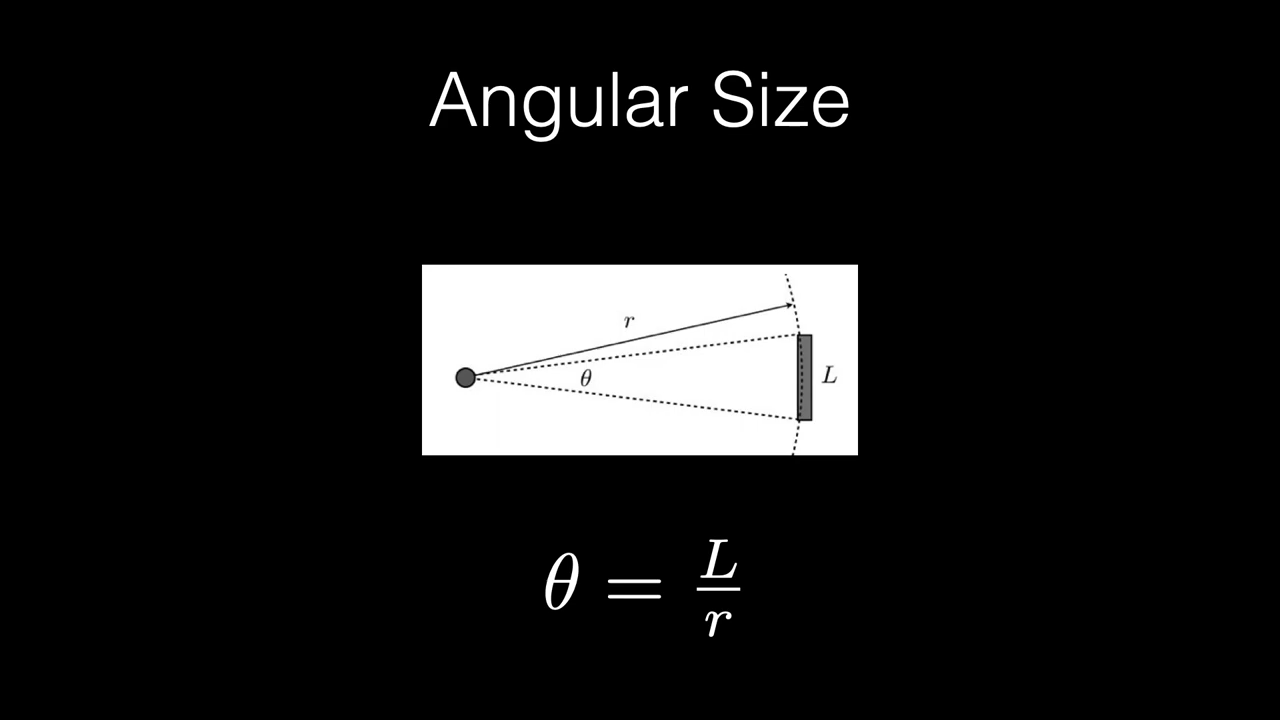 Angular Size
r
θ
L
θ = L/r